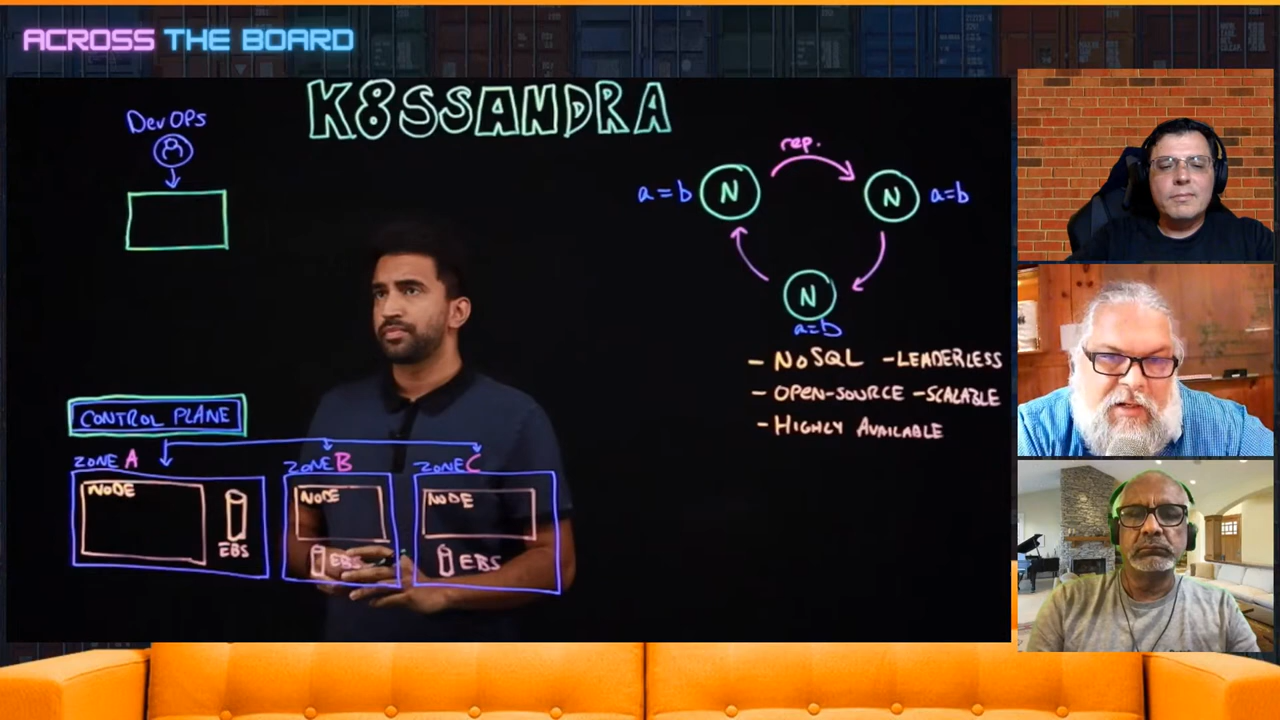 ACROSS THE BOARD
K8SSANDRA
DevOPs
rep.
a=b
N
N
a=b
N
a=b
- NoSQL - LEADERLESS
- OPEN-SOURCE - SCALABLE
- HIGHLY AVAILABLE
CONTROL PLANE
ZONE A
ZONE B
ZONE C
NODE
EBS
NODE
EBS
NODE
EBS